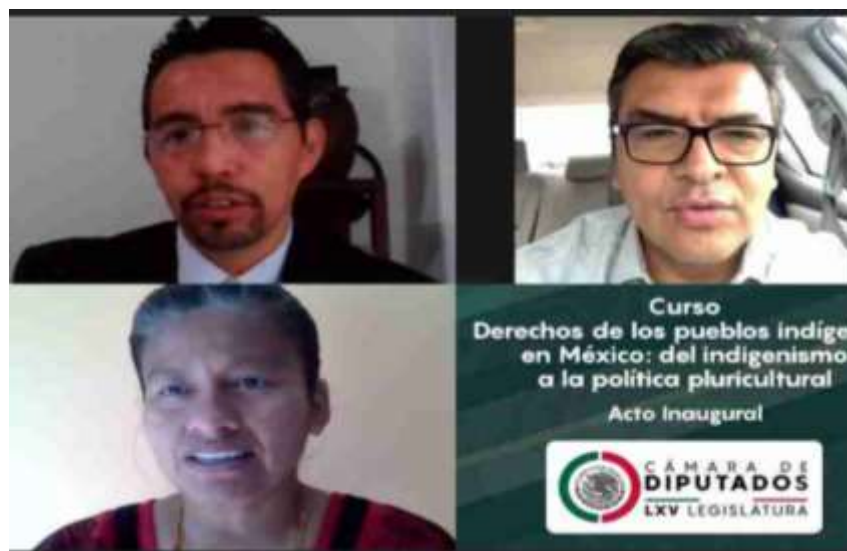 Curso
Derechos de los pueblos indíge
en México: del indigenismo
a la política pluricultural
Acto Inaugural
CÁMARA DE
DIPUTADOS
LXV LEGISLATURA